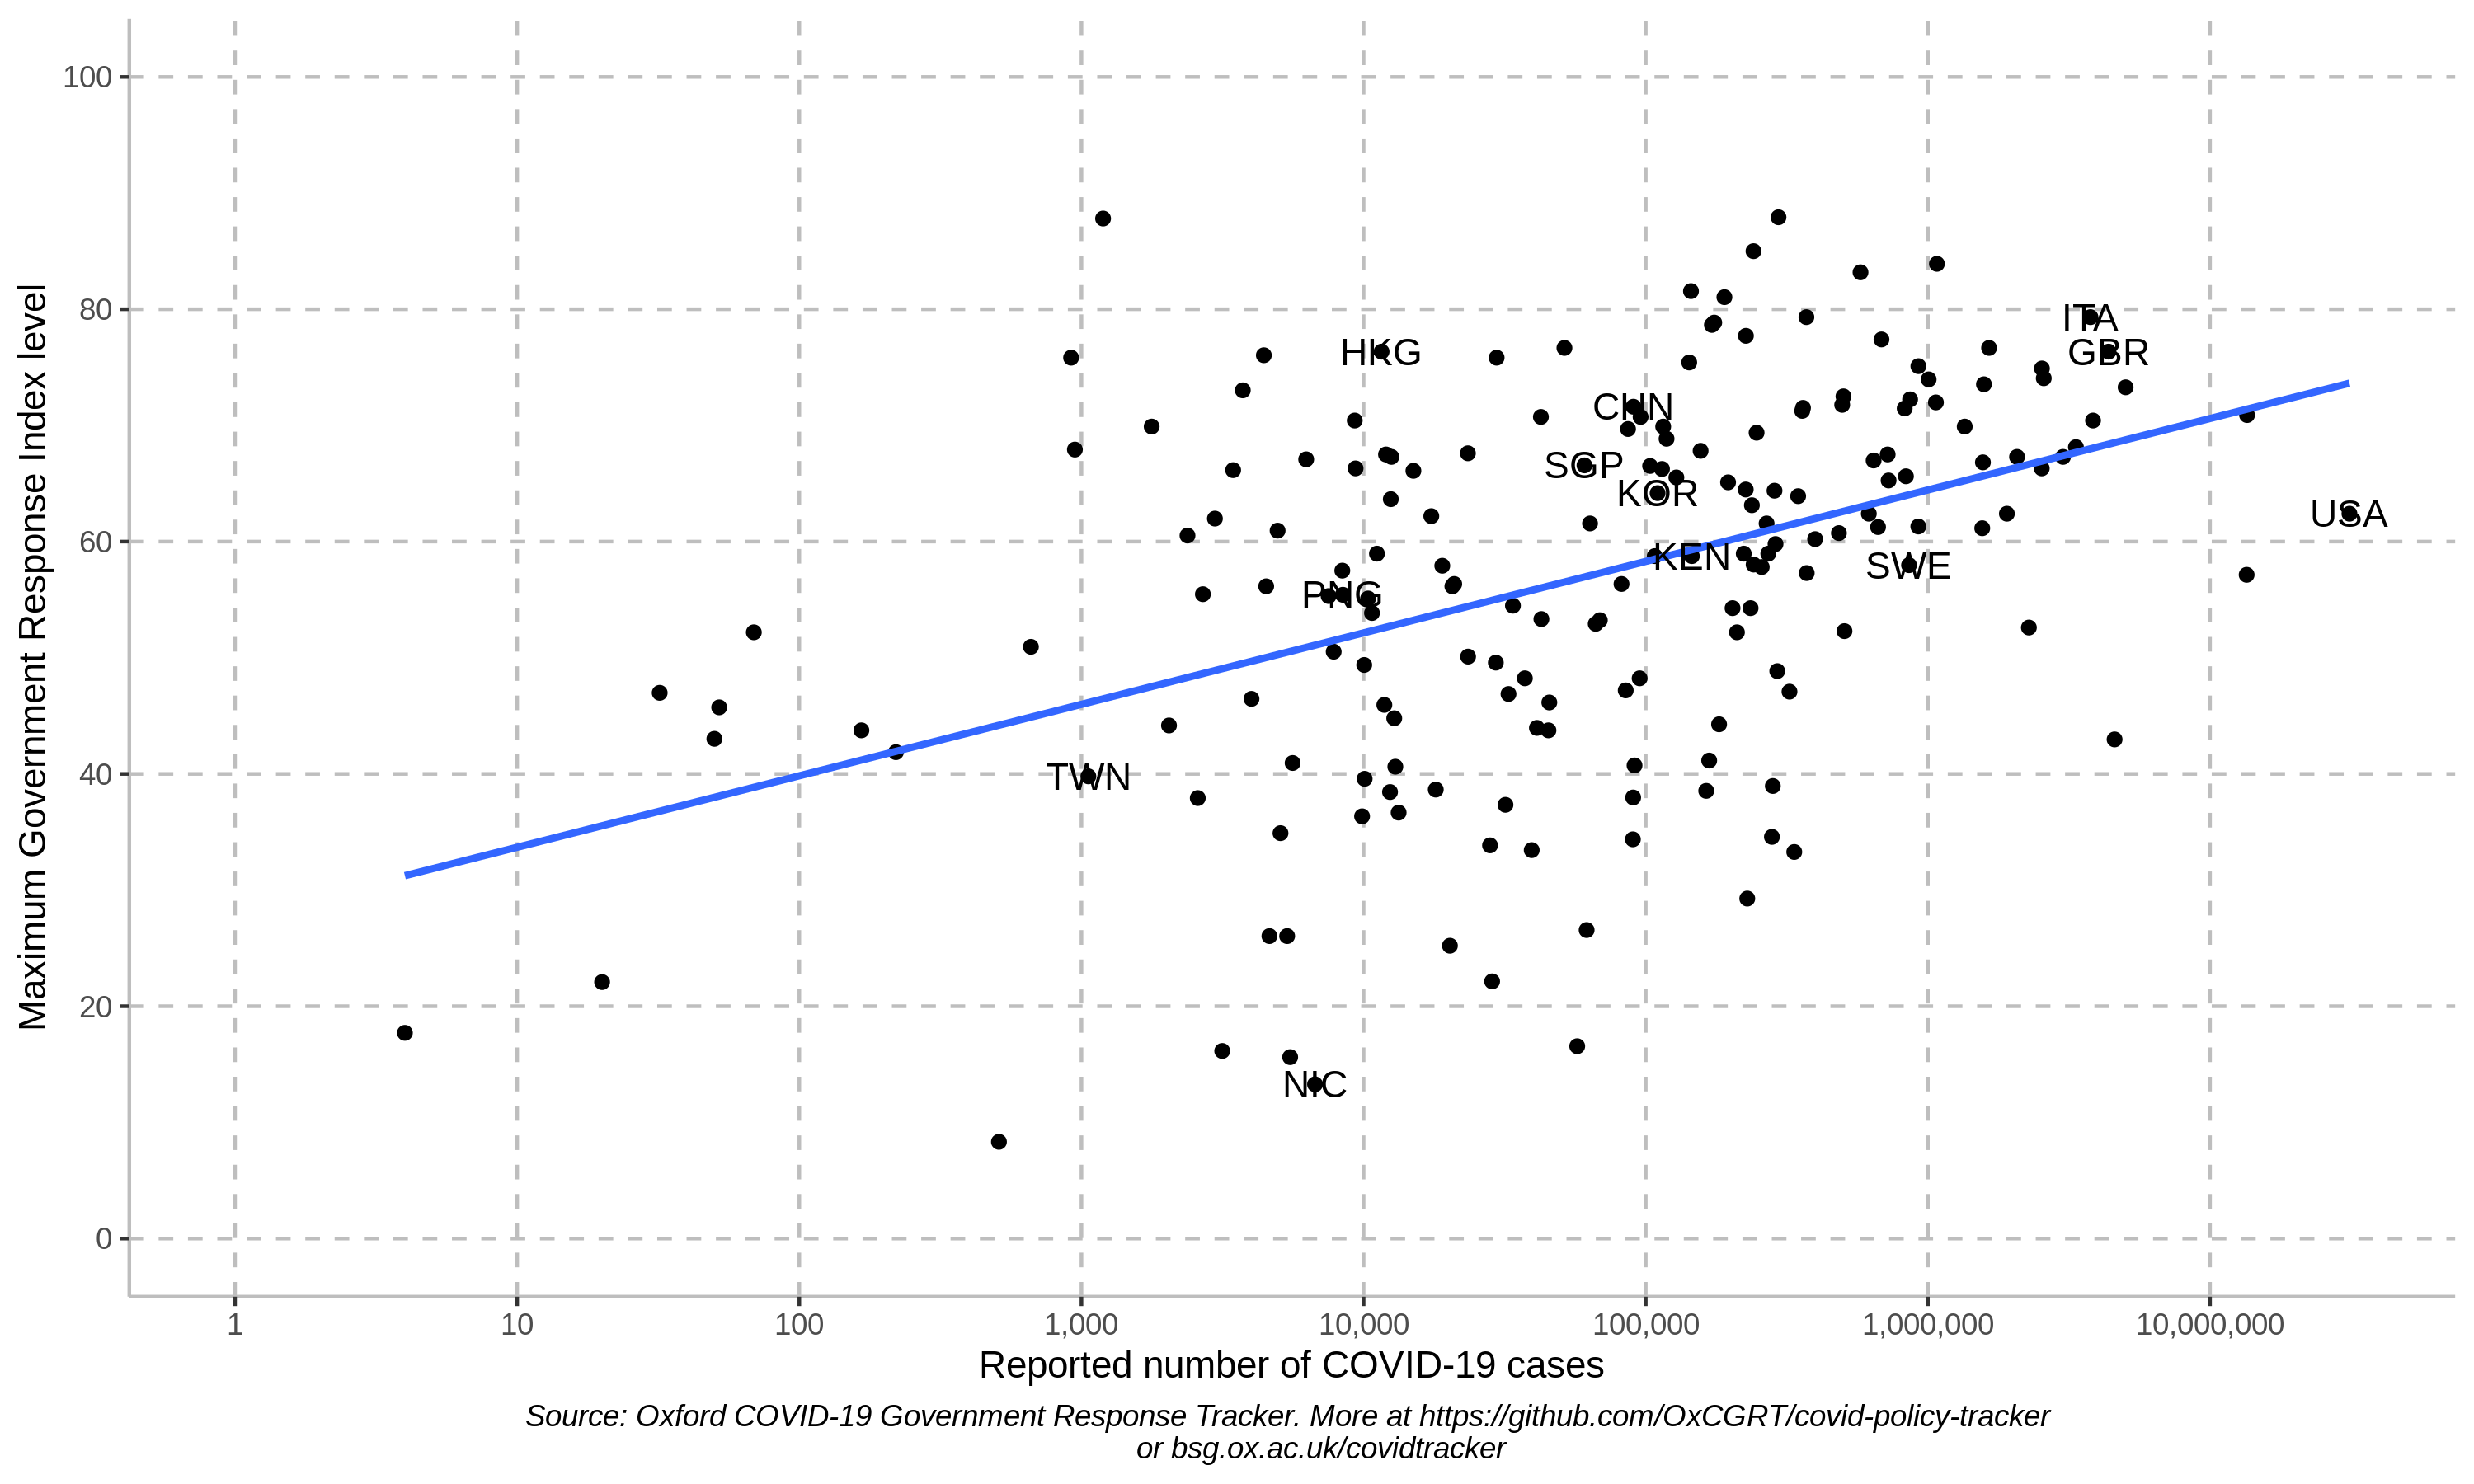 Maximum Government Response Index level
100
80
60
40
20
0
ITA
HKG
GBR
CHN
SGP
KOR
USA
KEN
SWE
PNG
TWN
NIC
1
10
100
1,000
10,000
100,000
1,000,000
10,000,000
Reported number of COVID-19 cases
Source: Oxford COVID-19 Government Response Tracker. More at https://github.com/OxCGRT/covid-policy-tracker
or bsg.ox.ac.uk/covidtracker